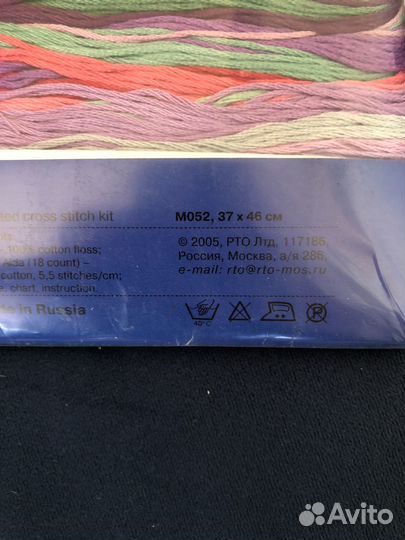 ted cross stitch kit
100% cotton floss;
Aida (18 count) –
cotton, 5,5 stitches/cm;
chart, instruction.
de in Russia
M052, 37 x 46 см
© 2005, РТО Лтд, 117186,
Россия, Москва, а/я 286,
e-mail: rto@rto-mos.ru
40°C
P
Avito